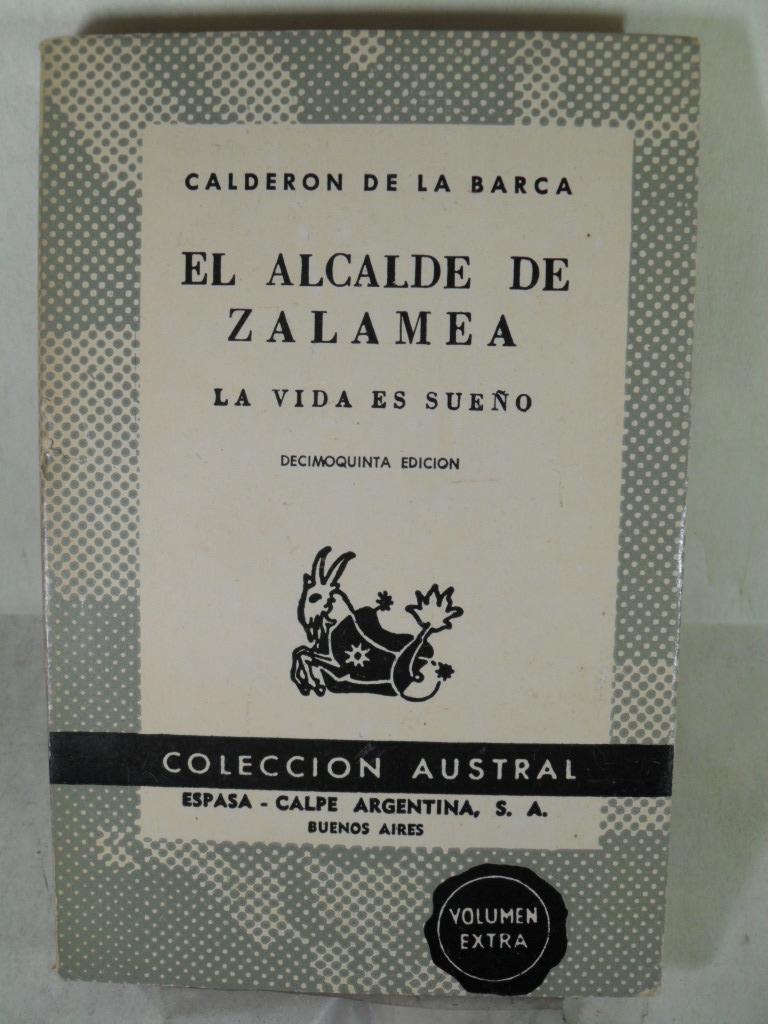 CALDERON DE LA BARCA
EL ALCALDE DE
ZALAMEA
LA VIDA ES SUEÑO
DECIMOQUINTA EDICION
COLECCION AUSTRAL
ESPASA - CALPE ARGENTINA, S. A.
BUENOS AIRES
VOLUMEN
EXTRA